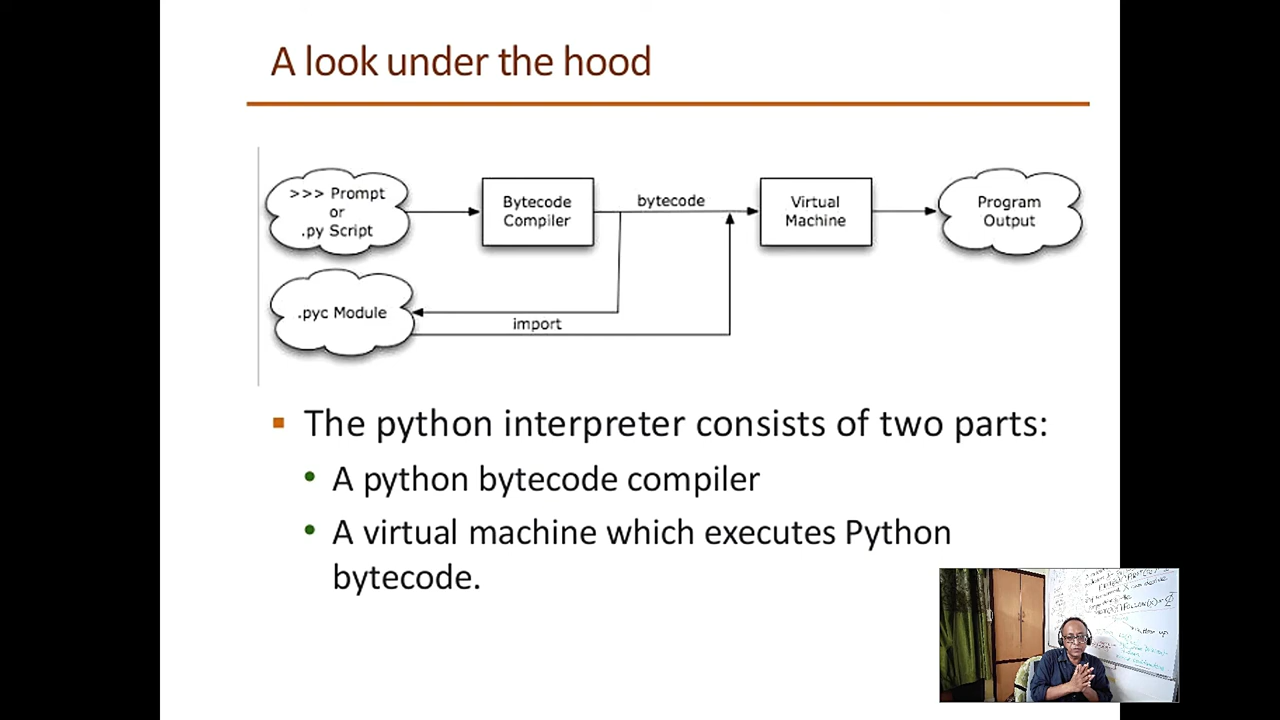 A look under the hood
>>> Prompt
or
.py Script
Bytecode
Compiler
bytecode
Virtual
Machine
Program
Output
.pyc Module
import
The python interpreter consists of two parts:
A python bytecode compiler
A virtual machine which executes Python
bytecode.